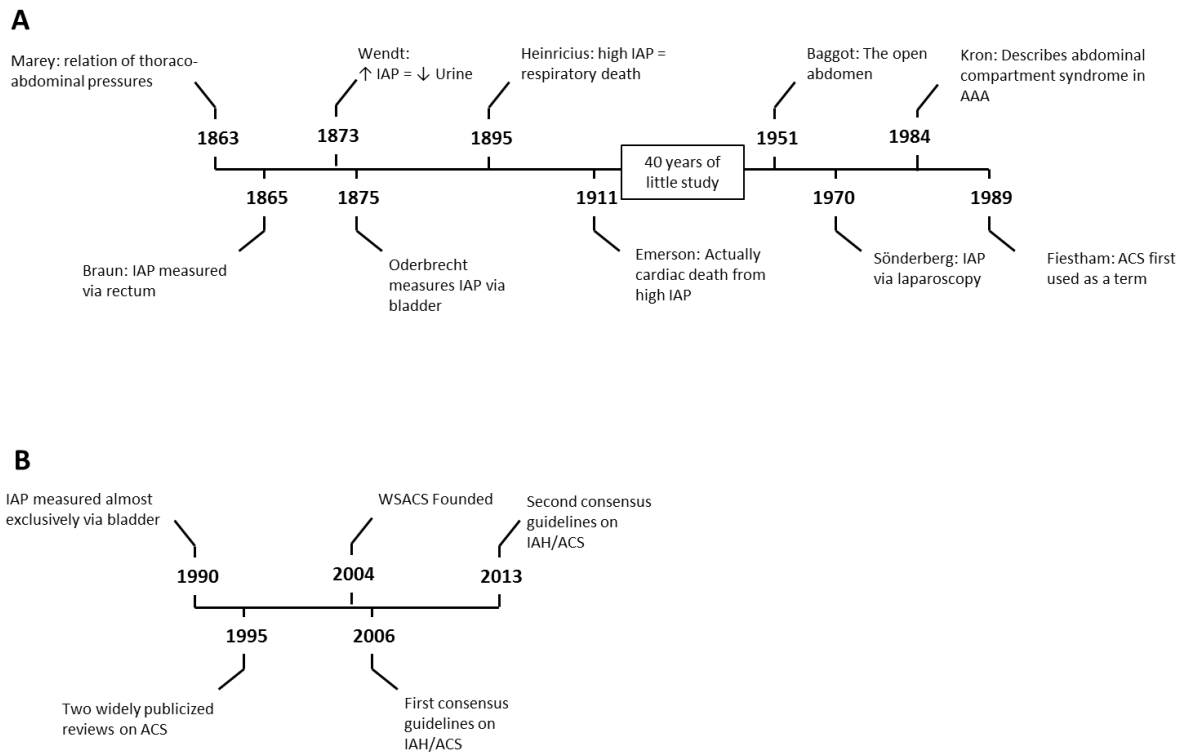 A
Marey: relation of thoraco-
abdominal pressures
Wendt:
↑ IAP = ↓ Urine
Heinricius: high IAP =
respiratory death
Baggot: The open
abdomen
Kron: Describes abdominal
compartment syndrome in
AAA
1863
1873
1895
1951
1984
40 years of
little study
1865
1875
1911
1970
1989
Braun: IAP measured
via rectum
Oderbrecht
measures IAP via
bladder
Emerson: Actually
cardiac death from
high IAP
Sönderberg: IAP
via laparoscopy
Fiestham: ACS first
used as a term
B
IAP measured almost
exclusively via bladder
WSACS Founded
Second consensus
guidelines on
IAH/ACS
1990
2004
2013
1995
2006
Two widely publicized
reviews on ACS
First consensus
guidelines on
IAH/ACS